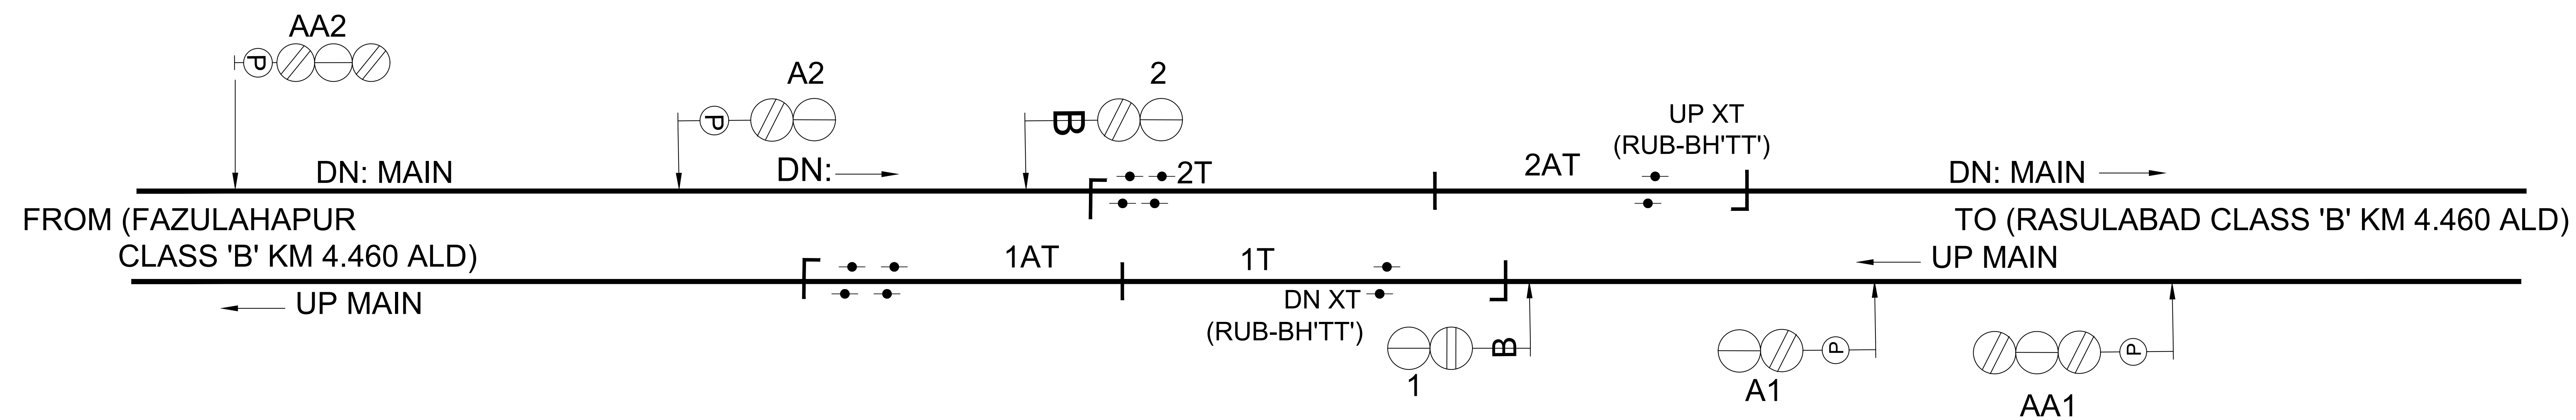 AA2
P
A2
P
2
B
UP XT
(RUB-BH'TT')
DN: MAIN
DN:
2T
2AT
DN: MAIN
FROM (FAZULAHAPUR
CLASS 'B' KM 4.460 ALD)
TO (RASULABAD CLASS 'B' KM 4.460 ALD)
1AT
1T
UP MAIN
UP MAIN
DN XT
(RUB-BH'TT')
B
1
P
A1
P
AA1